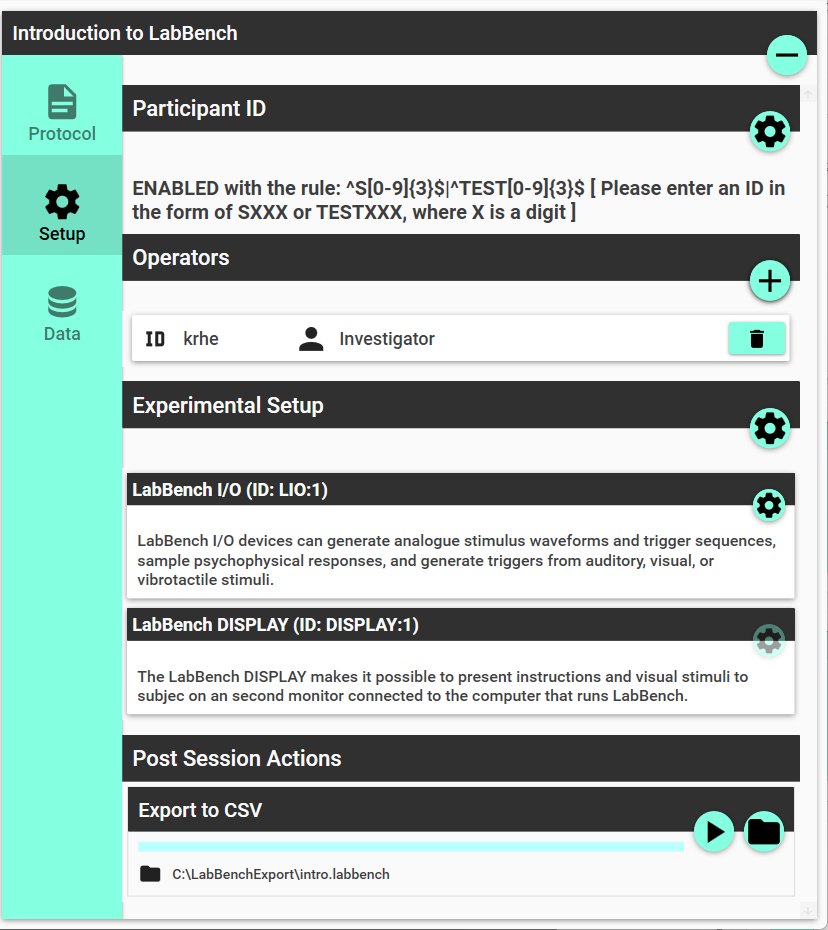 Introduction to LabBench
Protocol
Setup
Data
Participant ID
ENABLED with the rule: ^S[0-9]{3}$|^TEST[0-9]{3}$ [ Please enter an ID in
the form of SXXX or TESTXXX, where X is a digit ]
Operators
ID krhe Investigator
Experimental Setup
LabBench I/O (ID: LIO:1)
LabBench I/O devices can generate analogue stimulus waveforms and trigger sequences,
sample psychophysical responses, and generate triggers from auditory, visual, or
vibrotactile stimuli.
LabBench DISPLAY (ID: DISPLAY:1)
The LabBench DISPLAY makes it possible to present instructions and visual stimuli to
subjec on an second monitor connected to the computer that runs LabBench.
Post Session Actions
Export to CSV
C:\LabBenchExport\intro.labbench